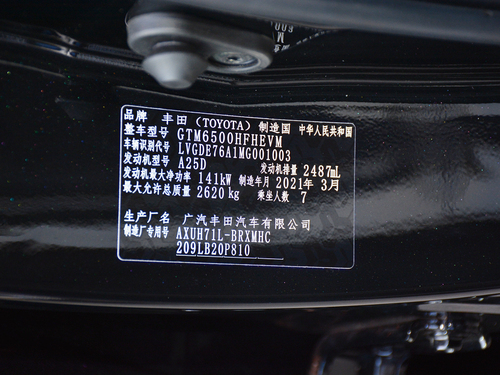 品牌 丰田（TOYOTA）制造国 中华人民共和国
整车型号 GTM6500HFHEVM
车辆识别代号 LVGDE76A1MG001003
发动机型号 A25D 发动机排量 2487mL
发动机最大净功率 141kW 制造年月 2021年 3月
最大允许总质量 2620kg 乘坐人数 7
生产厂名 广汽丰田汽车有限公司
制造厂专用号 AXUH71L-BRXMHC
209LB20P810